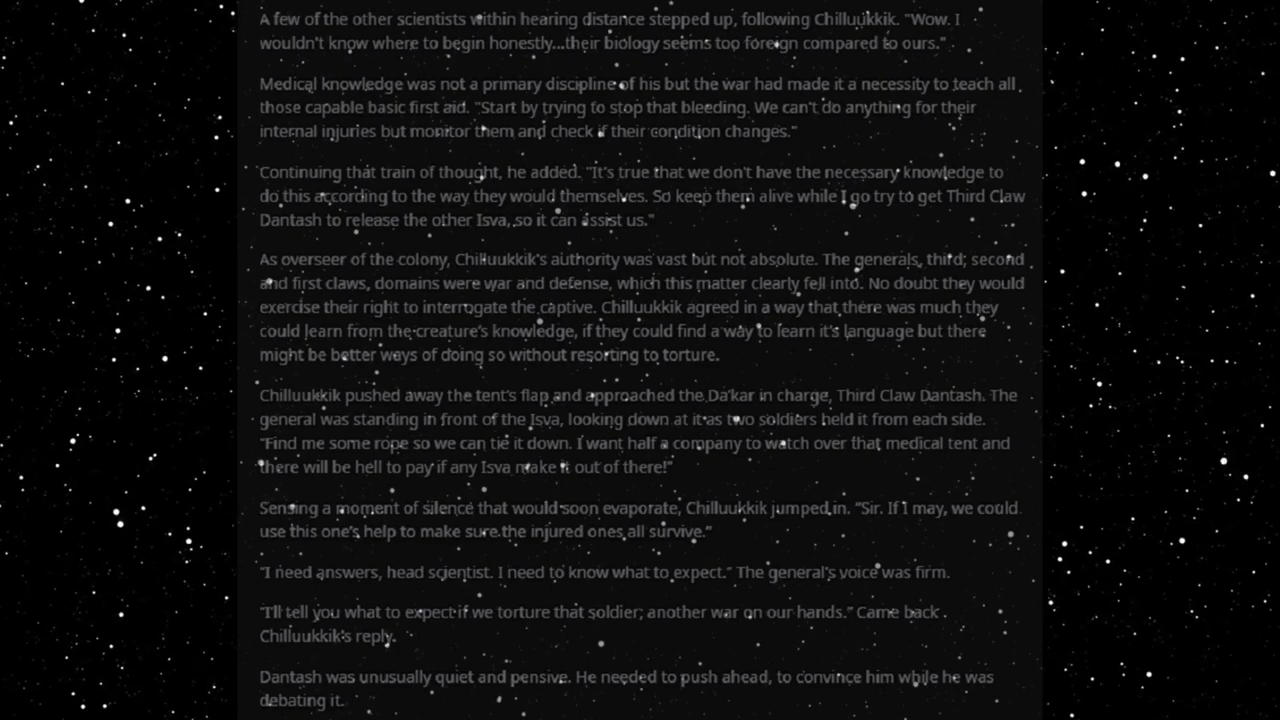 A few of the other scientists within hearing distance stepped up, following Chilluukkik. "Wow. I
wouldn't know where to begin honestly...their biology seems too foreign compared to ours."
Medical knowledge was not a primary discipline of his but the war had made it a necessity to teach all
those capable basic first aid. "Start by trying to stop that bleeding. We can't do anything for their
internal injuries but monitor them and check if their condition changes."
Continuing that train of thought, he added. "It's true that we don't have the necessary knowledge to
do this according to the way they would themselves. So keep them alive while I go try to get Third Claw
Dantash to release the other Isva, so it can assist us."
As overseer of the colony, Chilluukkik's authority was vast but not absolute. The generals, third, second
and first claws, domains were war and defense, which this matter clearly fell into. No doubt they would
exercise their right to interrogate the captive. Chilluukkik agreed in a way that there was much they
could learn from the creature's knowledge, if they could find a way to learn it's language but there
might be better ways of doing so without resorting to torture.
Chilluukkik pushed away the tent's flap and approached the Da'kar in charge, Third Claw Dantash. The
general was standing in front of the Isva, looking down at it as two soldiers held it from each side.
"Find me some rope so we can tie it down. I want half a company to watch over that medical tent and
there will be hell to pay if any Isva make it out of there!"
Sensing a moment of silence that would soon evaporate, Chilluukkik jumped in. "Sir. If I may, we could
use this one's help to make sure the injured ones all survive."
"I need answers, head scientist. I need to know what to expect." The general's voice was firm.
"I'll tell you what to expect if we torture that soldier; another war on our hands." Came back
Chilluukkik's reply.
Dantash was unusually quiet and pensive. He needed to push ahead, to convince him while he was
debating it.